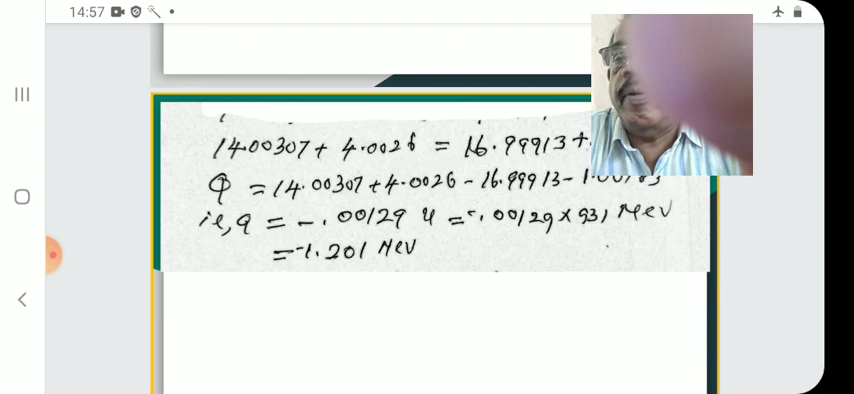 14:57
14.00307 + 4.0026 = 16.99913 +
Q = 14.00307 + 4.0026 - 16.99913 -
ie, Q = - .00129 u = -.00129 x 931 MeV
= -1.201 MeV